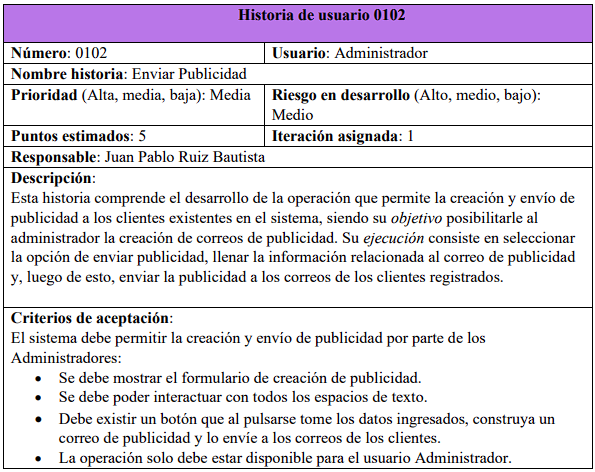 Historia de usuario 0102
Número: 0102
Usuario: Administrador
Nombre historia: Enviar Publicidad
Prioridad (Alta, media, baja): Media
Riesgo en desarrollo (Alto, medio, bajo):
Medio
Puntos estimados: 5
Iteración asignada: 1
Responsable: Juan Pablo Ruiz Bautista
Descripción:
Esta historia comprende el desarrollo de la operación que permite la creación y envío de
publicidad a los clientes existentes en el sistema, siendo su objetivo posibilitarle al
administrador la creación de correos de publicidad. Su ejecución consiste en seleccionar
la opción de enviar publicidad, llenar la información relacionada al correo de publicidad
y, luego de esto, enviar la publicidad a los correos de los clientes registrados.
Criterios de aceptación:
El sistema debe permitir la creación y envío de publicidad por parte de los
Administradores:
• Se debe mostrar el formulario de creación de publicidad.
• Se debe poder interactuar con todos los espacios de texto.
• Debe existir un botón que al pulsarse tome los datos ingresados, construya un
correo de publicidad y lo envíe a los correos de los clientes.
• La operación solo debe estar disponible para el usuario Administrador.